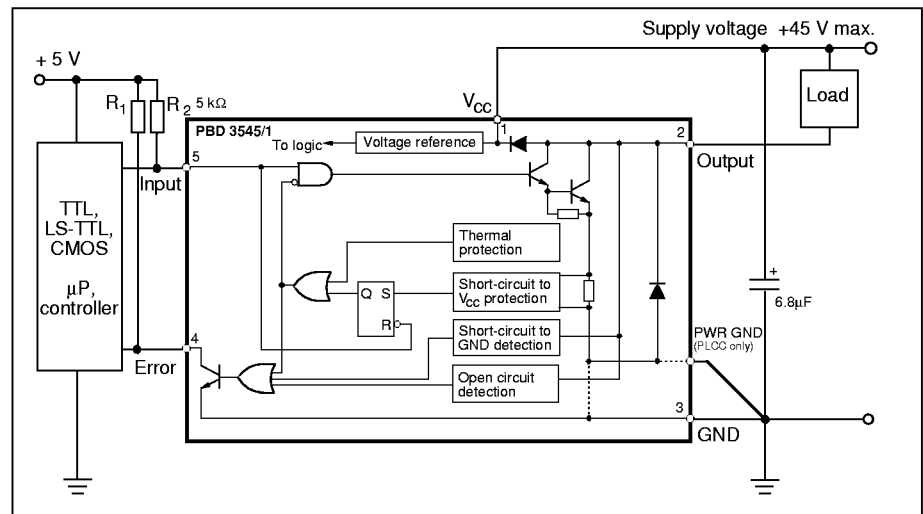 Supply voltage +45 V max.
+ 5 V
R1
R2 5 kΩ
VCC
Load
PBD 3545/1
To logic
Voltage reference
1
2
Output
5
Input
TTL,
LS-TTL,
CMOS
µP,
controller
Thermal
protection
Q S
R
Short-circuit to
VCC protection
+
6.8µF
Short-circuit to
GND detection
PWR GND
(PLCC only)
4
Error
Open circuit
detection
3
GND